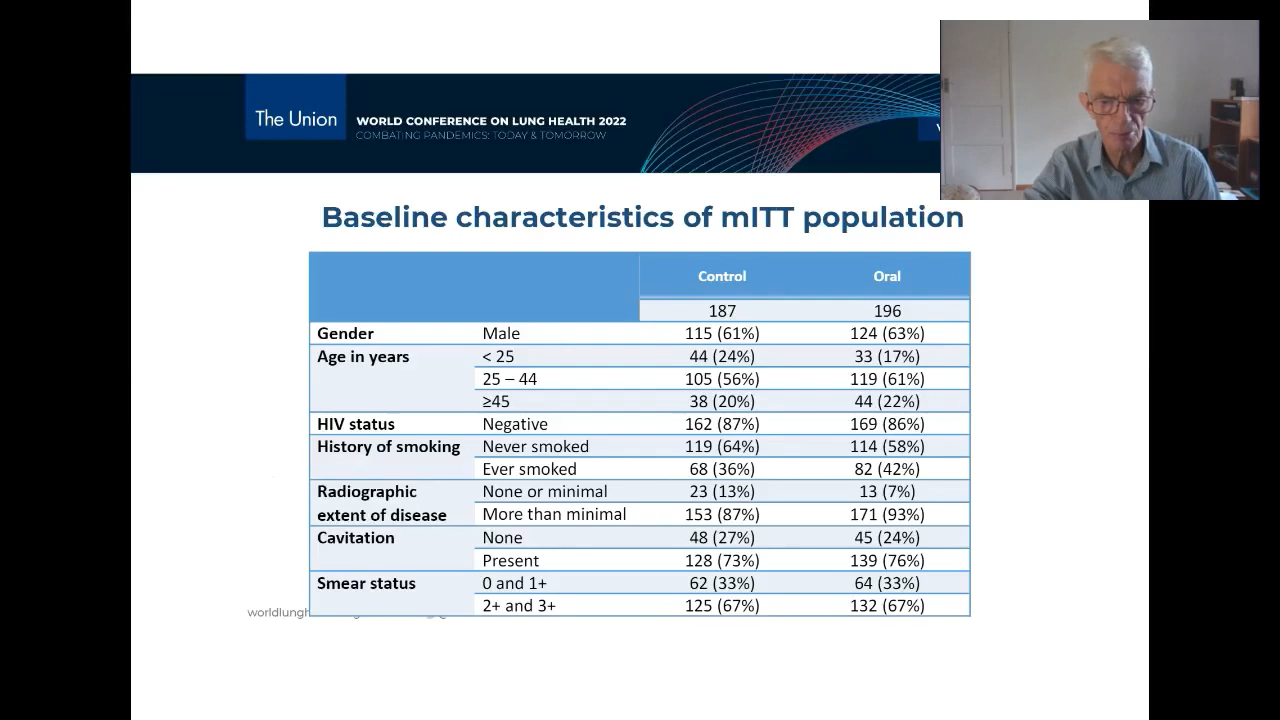 The Union
WORLD CONFERENCE ON LUNG HEALTH 2022
COMBATING PANDEMICS: TODAY & TOMORROW
Baseline characteristics of mITT population
Control Oral
187 196
Gender Male 115 (61%) 124 (63%)
Age in years < 25 44 (24%) 33 (17%)
25 – 44 105 (56%) 119 (61%)
≥45 38 (20%) 44 (22%)
HIV status Negative 162 (87%) 169 (86%)
History of smoking Never smoked 119 (64%) 114 (58%)
Ever smoked 68 (36%) 82 (42%)
Radiographic None or minimal 23 (13%) 13 (7%)
extent of disease More than minimal 153 (87%) 171 (93%)
Cavitation None 48 (27%) 45 (24%)
Present 128 (73%) 139 (76%)
Smear status 0 and 1+ 62 (33%) 64 (33%)
2+ and 3+ 125 (67%) 132 (67%)